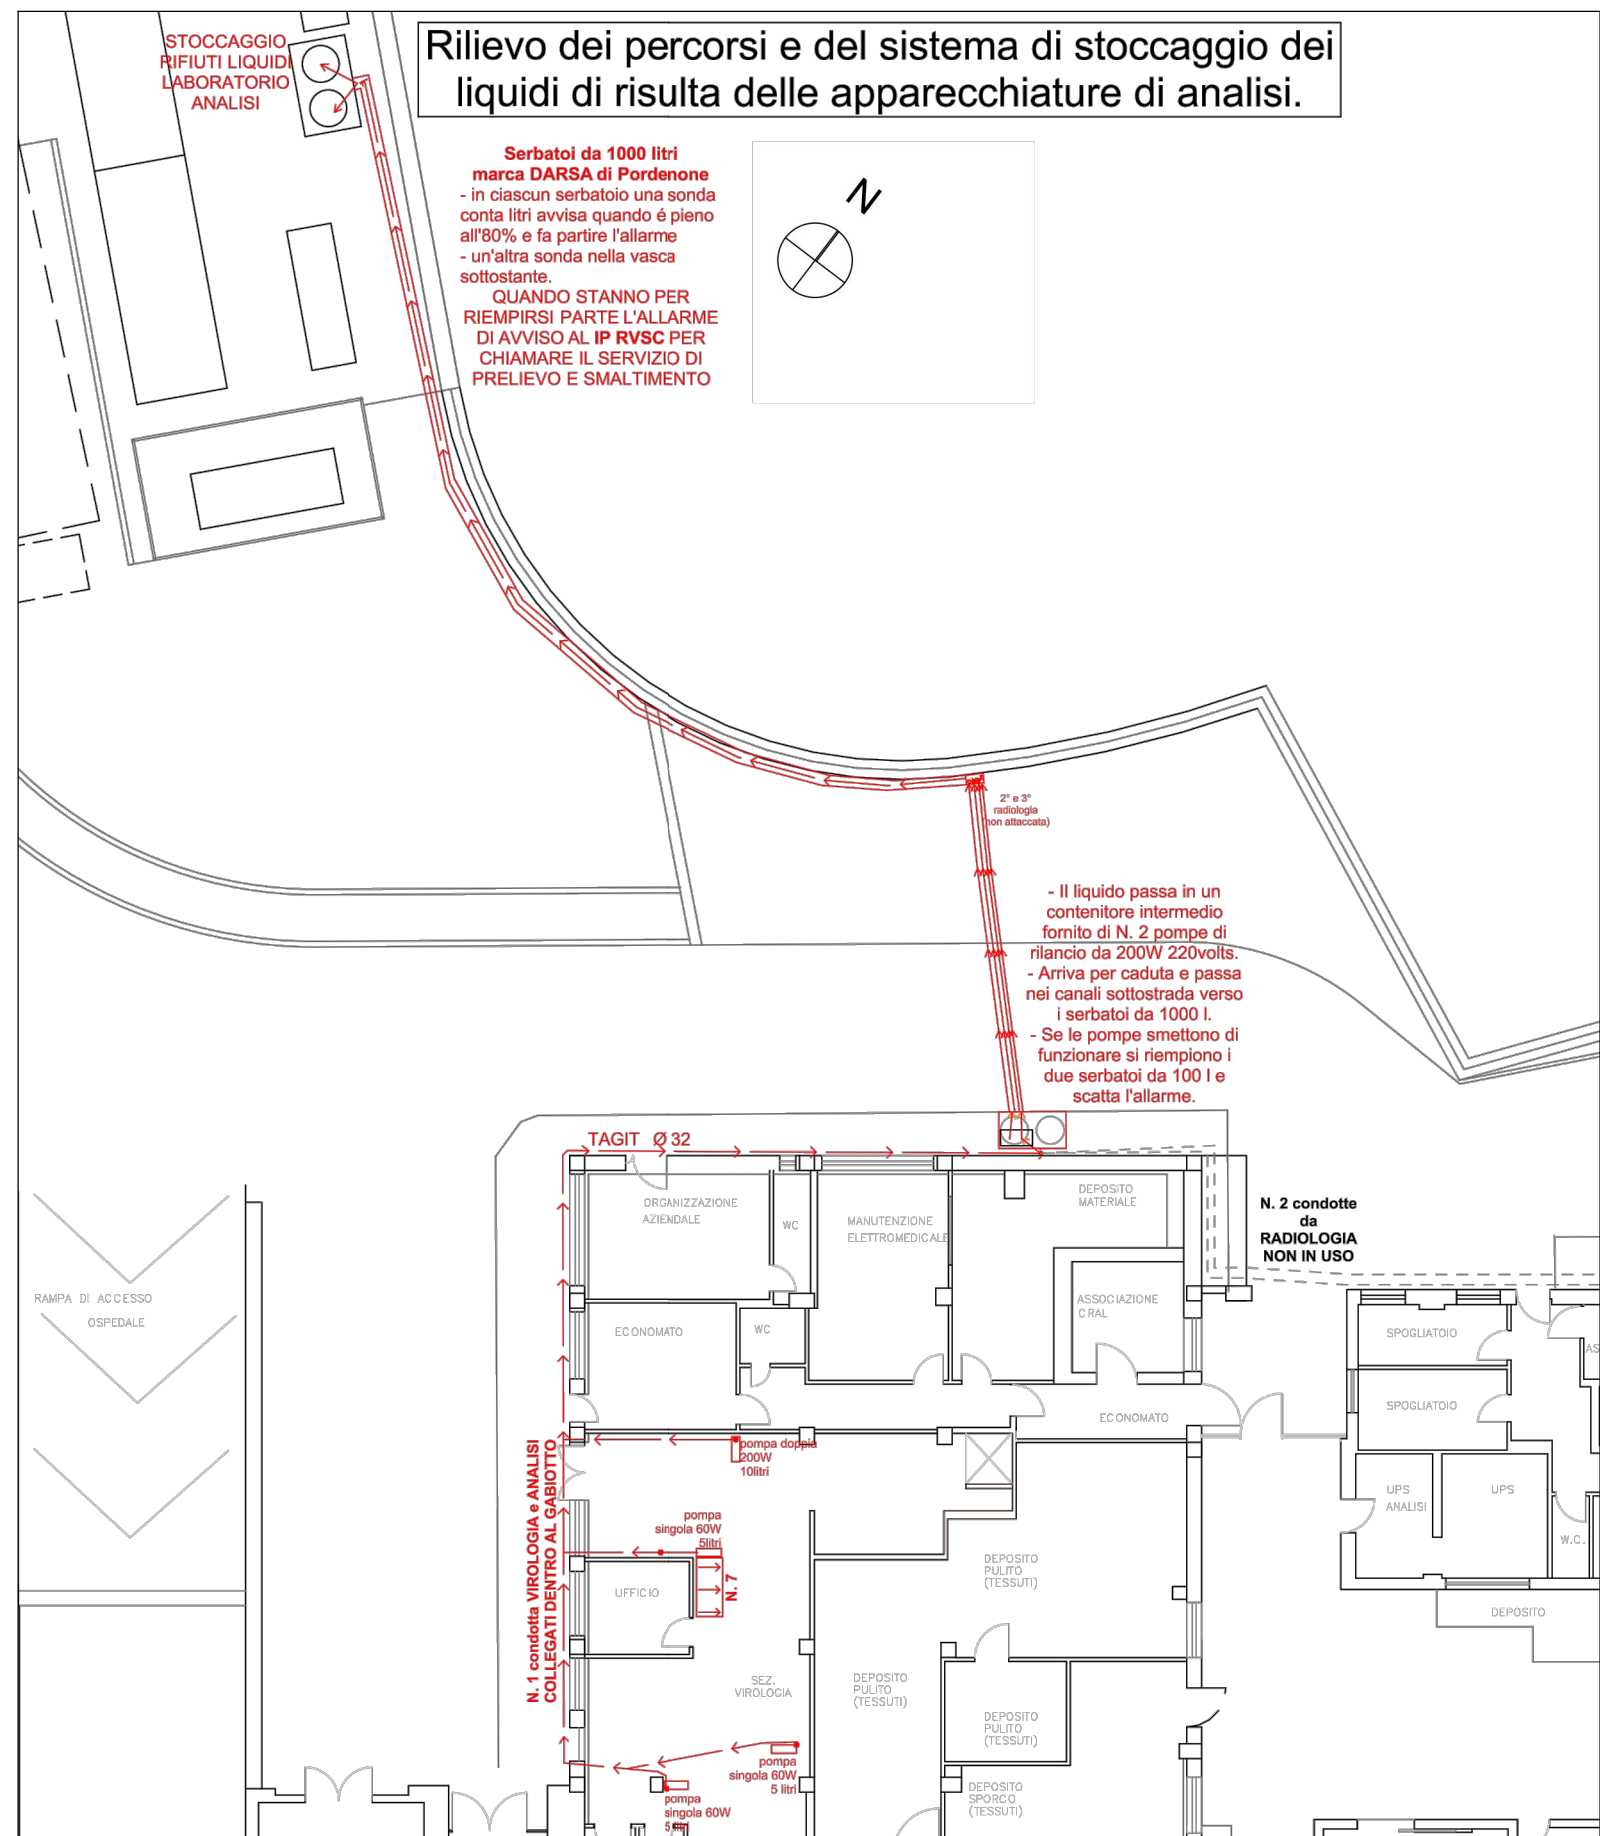 Rilievo dei percorsi e del sistema di stoccaggio dei
liquidi di risulta delle apparecchiature di analisi.
STOCCAGGIO
RIFIUTI LIQUIDI
LABORATORIO
ANALISI
Serbatoi da 1000 litri
marca DARSA di Pordenone
- in ciascun serbatoio una sonda
conta litri avvisa quando é pieno
all'80% e fa partire l'allarme
- un'altra sonda nella vasca
sottostante.
QUANDO STANNO PER
RIEMPIRSI PARTE L'ALLARME
DI AVVISO AL IP RVSC PER
CHIAMARE IL SERVIZIO DI
PRELIEVO E SMALTIMENTO
N
2° e 3°
radiologia
(non attaccata)
- Il liquido passa in un
contenitore intermedio
fornito di N. 2 pompe di
rilancio da 200W 220volts.
- Arriva per caduta e passa
nei canali sottostrada verso
i serbatoi da 1000 l.
- Se le pompe smettono di
funzionare si riempiono i
due serbatoi da 100 l e
scatta l'allarme.
TAGIT Ø 32
ORGANIZZAZIONE
AZIENDALE
WC
MANUTENZIONE
ELETTROMEDICALE
DEPOSITO
MATERIALE
N. 2 condotte
da
RADIOLOGIA
NON IN USO
RAMPA DI ACCESSO
OSPEDALE
ECONOMATO
WC
ASSOCIAZIONE
CRAL
SPOGLIATOIO
AS
SPOGLIATOIO
ECONOMATO
N. 1 condotta VIROLOGIA e ANALISI
COLLEGATI DENTRO AL GABIOTTO
pompa doppia
200W
10litri
pompa
singola 60W
5litri
N. 7
UFFICIO
UPS
ANALISI
UPS
W.C.
DEPOSITO
PULITO
(TESSUTI)
DEPOSITO
SEZ.
VIROLOGIA
DEPOSITO
PULITO
(TESSUTI)
DEPOSITO
PULITO
(TESSUTI)
pompa
singola 60W
5 litri
pompa
singola 60W
5 litri
DEPOSITO
SPORCO
(TESSUTI)